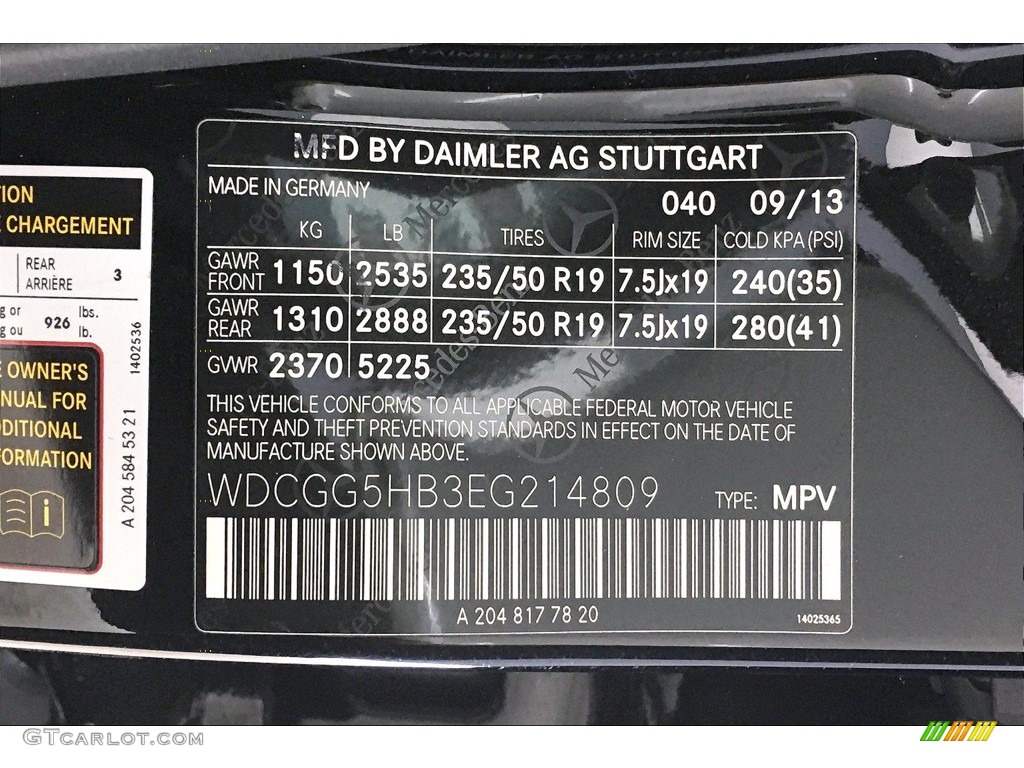 TION
E CHARGEMENT
REAR
ARRIÈRE 3
g or
g ou 926 lbs.
lb.
1402536
E OWNER'S
NUAL FOR
DITIONAL
ORMATION
A 204 584 53 21
MFD BY DAIMLER AG STUTTGART
MADE IN GERMANY
040 09/13
KG LB TIRES RIM SIZE COLD KPA (PSI)
GAWR
FRONT 1150 2535 235/50 R19 7.5Jx19 240(35)
GAWR
REAR 1310 2888 235/50 R19 7.5Jx19 280(41)
GVWR 2370 5225
THIS VEHICLE CONFORMS TO ALL APPLICABLE FEDERAL MOTOR VEHICLE
SAFETY AND THEFT PREVENTION STANDARDS IN EFFECT ON THE DATE OF
MANUFACTURE SHOWN ABOVE.
WDCGG5HB3EG214809 TYPE: MPV
A 204 817 78 20
14025365
GTCarlot.com